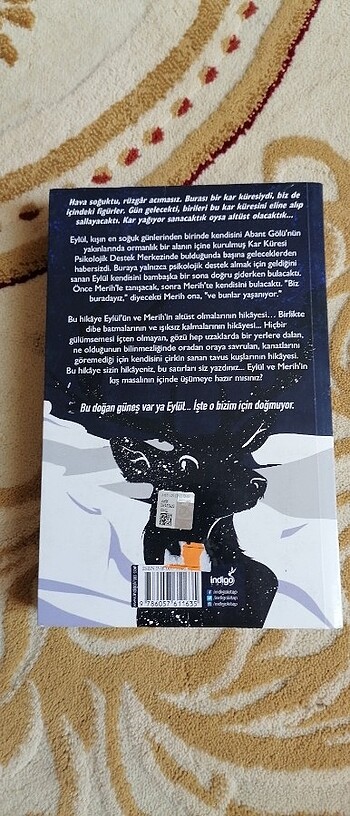 Hava soğuktu, rüzgâr acımasız. Burası bir kar küresiydi, biz de
içindeki figürler. Gün gelecekti, birileri bu kar küresini eline alıp
sallayacaktı. Kar yağıyor sanacaktık oysa altüst olacaktık...
Eylül, kışın en soğuk günlerinden birinde kendisini Abant Gölü'nün
yakınlarında ormanlık bir alanın içine kurulmuş Kar Küresi
Psikolojik Destek Merkezinde bulduğunda başına geleceklerden
habersizdi. Buraya yalnızca psikolojik destek almak için geldiğini
sanan Eylül kendisini bambaşka bir sona doğru giderken bulacaktı.
Önce Merih'le tanışacak, sonra Merih'te kendisini bulacaktı. "Biz
buradayız," diyecekti Merih ona, "ve bunlar yaşanıyor."
Bu hikâye Eylül'ün ve Merih'in altüst olmalarının hikâyesi... Birlikte
dibe batmalarının ve ışıksız kalmalarının hikâyesi... Hiçbir
gülümsemesi içten olmayan, gözü hep uzaklarda bir yerlere dalan,
ne olduğunun bilinmezliğinde oradan oraya savrulan, kanatlarını
göremediği için kendisini çirkin sanan tavus kuşlarının hikâyesi.
Bu hikâye sizin hikâyeniz, bu satırları siz yazdınız... Eylül ve Merih'in
kış masalının içinde üşümeye hazır mısınız?
Bu doğan güneş var ya Eylül... İşte o bizim için doğmuyor.
indigo
/indigokitap
/indigokitap
/indigokitap
9 786057 611635